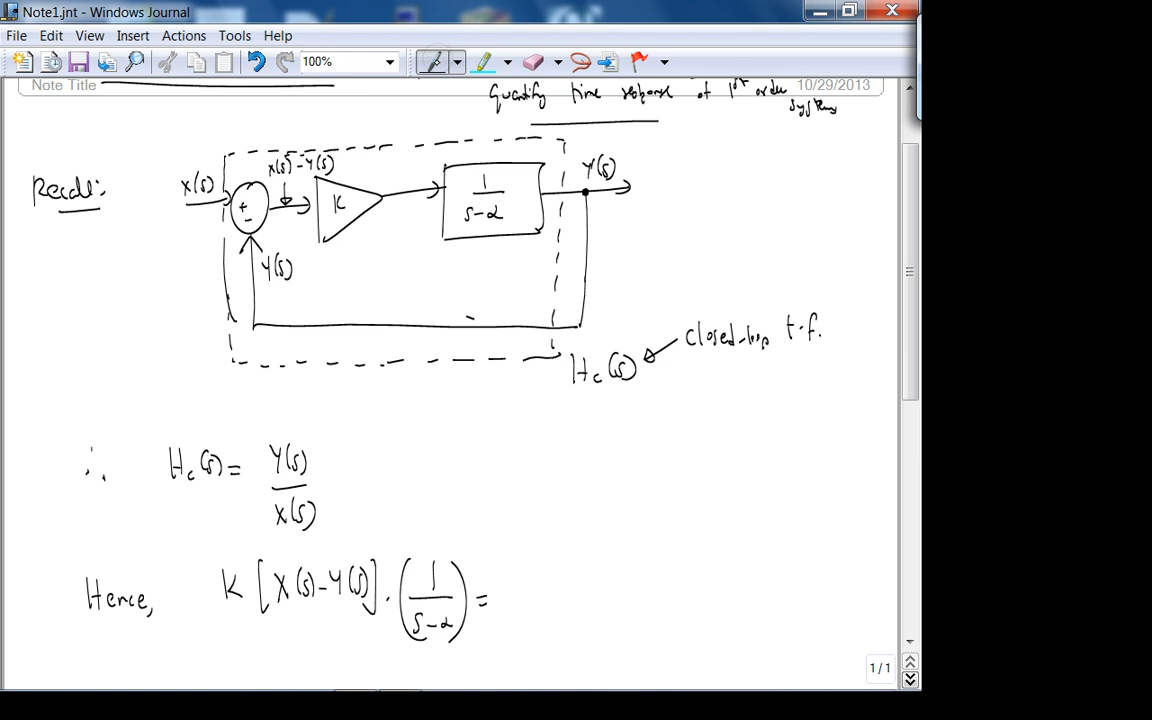 Note1.jnt - Windows Journal
File Edit View Insert Actions Tools Help
100%
Note Title
10/29/2013
Quantify time response of 1st order
systems
Recall:
X(s)
X(s)-Y(s)
+
-
K
1
s-α
Y(s)
Y(s)
closed-loop t.f.
Hc(s)
∴ Hc(s) = Y(s)
X(s)
Hence, K [X(s)-Y(s)] . (1
s-α) =
1/1